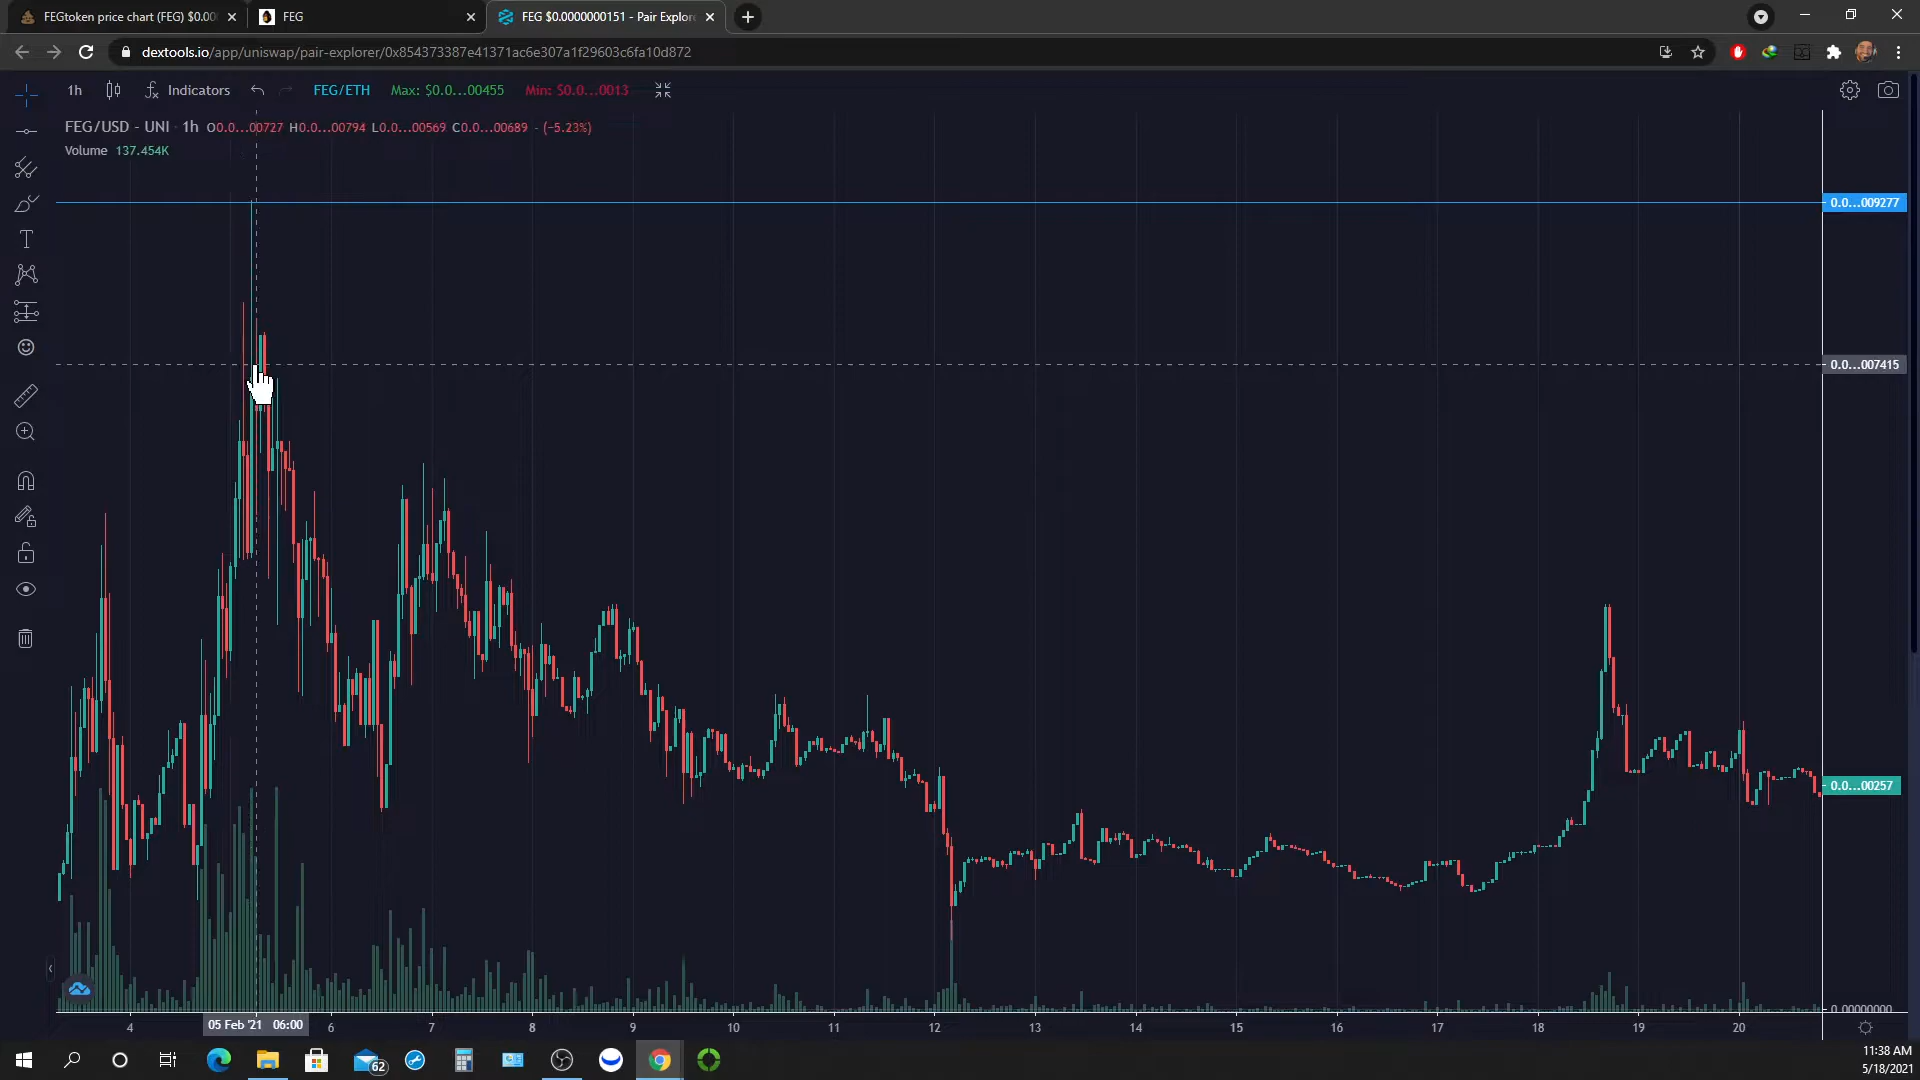 FEGtoken price chart (FEG) $0.00
FEG
FEG $0.0000000151 - Pair Explor
dextools.io/app/uniswap/pair-explorer/0x854373387e41371ac6e307a1f29603c6fa10d872
1h
Indicators
FEG/ETH
Max: $0.0...00455
Min: $0.0...0013
FEG/USD - UNI 1h O0.0...00727 H0.0...00794 L0.0...00569 C0.0...00689 - (−5.23%)
Volume 137.454K
0.0...009277
0.0...007415
0.0...00257
0.00000000
4 05 Feb '21 06:00 6 7 8 9 10 11 12 13 14 15 16 17 18 19 20
62
11:38 AM
5/18/2021